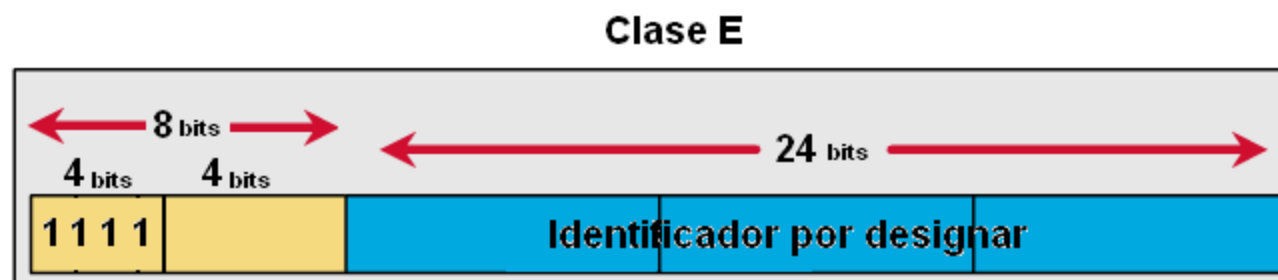 Clase E
8 bits
24 bits
4 bits 4 bits
1 1 1 1
Identificador por designar